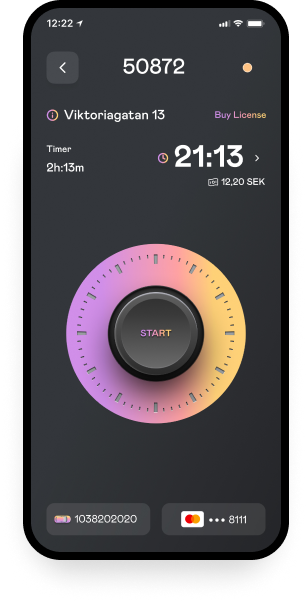 12:22
50872
Viktoriagatan 13
Buy License
Timer
21:13
2h:13m
12,20 SEK
START
1038202020
••• 8111